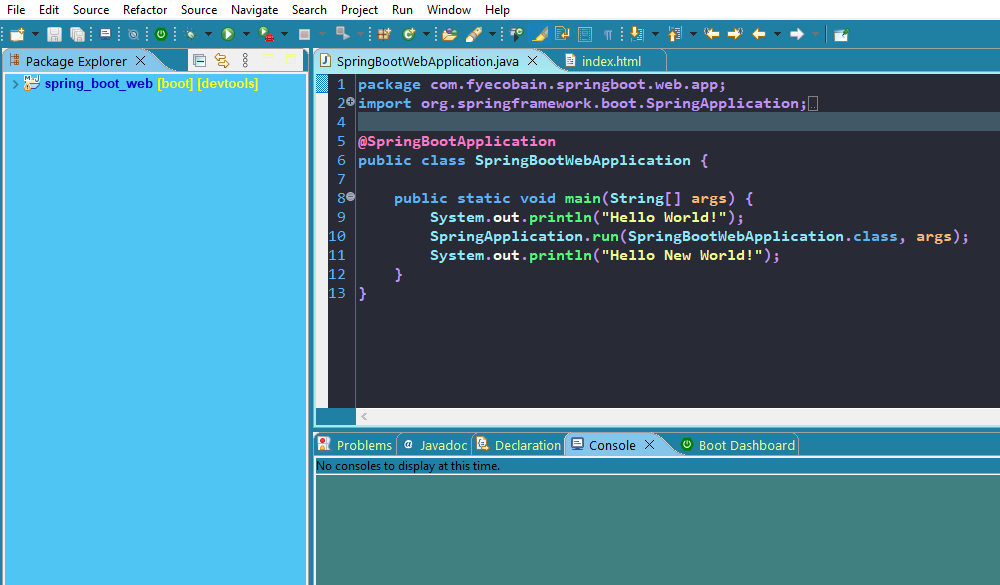 File Edit Source Refactor Source Navigate Search Project Run Window Help
Package Explorer
spring_boot_web [boot] [devtools]
SpringBootWebApplication.java index.html
1 package com.fyecobain.springboot.web.app;
2 import org.springframework.boot.SpringApplication;
4
5 @SpringBootApplication
6 public class SpringBootWebApplication {
7
8 public static void main(String[] args) {
9 System.out.println("Hello World!");
10 SpringApplication.run(SpringBootWebApplication.class, args);
11 System.out.println("Hello New World!");
12 }
13 }
Problems @ Javadoc Declaration Console Boot Dashboard
No consoles to display at this time.